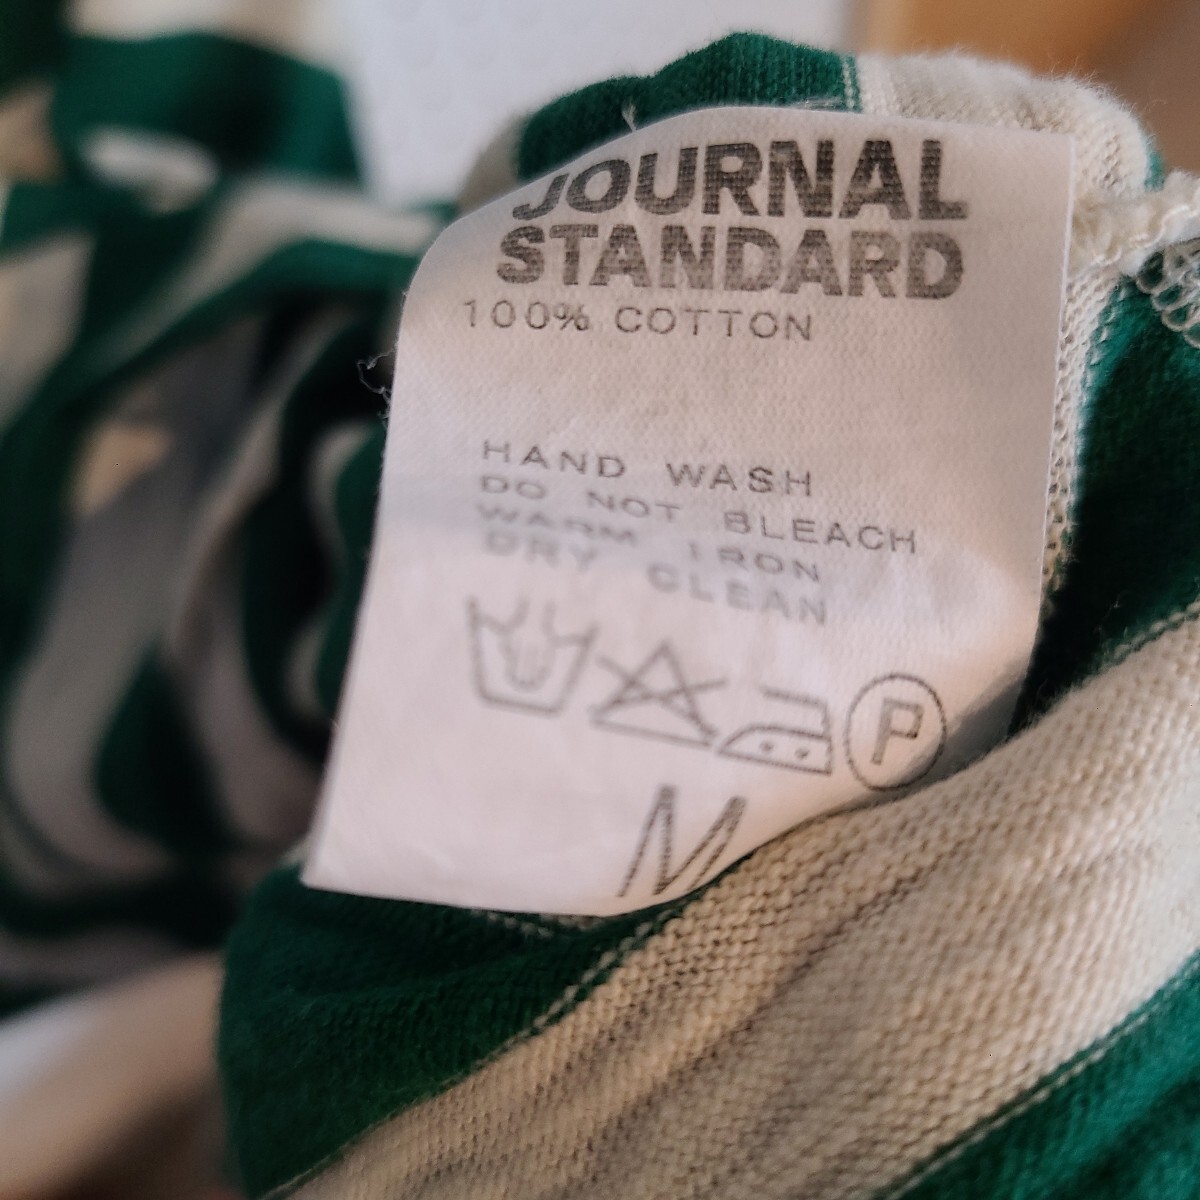 JOURNAL
STANDARD
100% COTTON
HAND WASH
DO NOT BLEACH
WARM IRON
DRY CLEAN
P
M